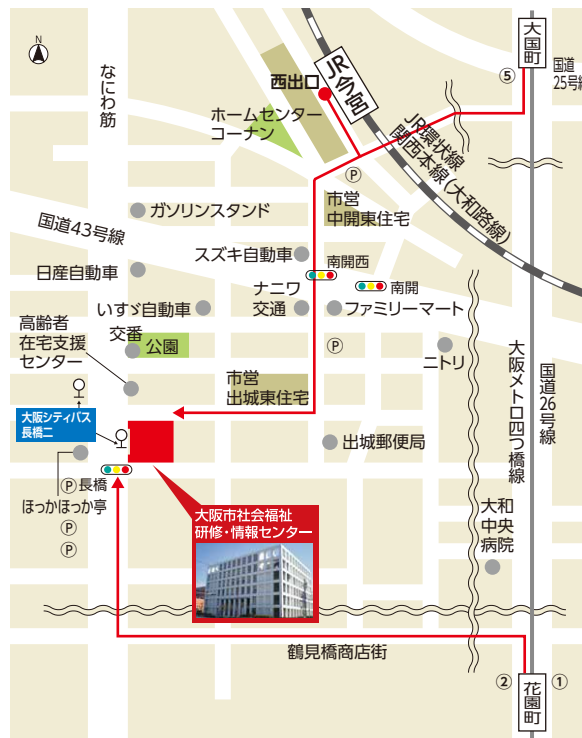 N
なにわ筋
大国町
⑤
国道
25号線
西出口
JR今宮
ホームセンター
コーナン
JR環状線
関西本線(大和路線)
Ⓟ
市営
中開東住宅
ガソリンスタンド
国道43号線
スズキ自動車
南開西
日産自動車
南開
いすゞ自動車
ナニワ
交通
ファミリーマート
高齢者
在宅支援
センター
交番
公園
Ⓟ
ニトリ
市営
出城東住宅
大阪メトロ四つ橋線
国道26号線
大阪シティバス
長橋二
出城郵便局
Ⓟ
長橋
ほっかほっか亭
Ⓟ
Ⓟ
大阪市社会福祉
研修・情報センター
大和
中央
病院
鶴見橋商店街
②
花園町
①